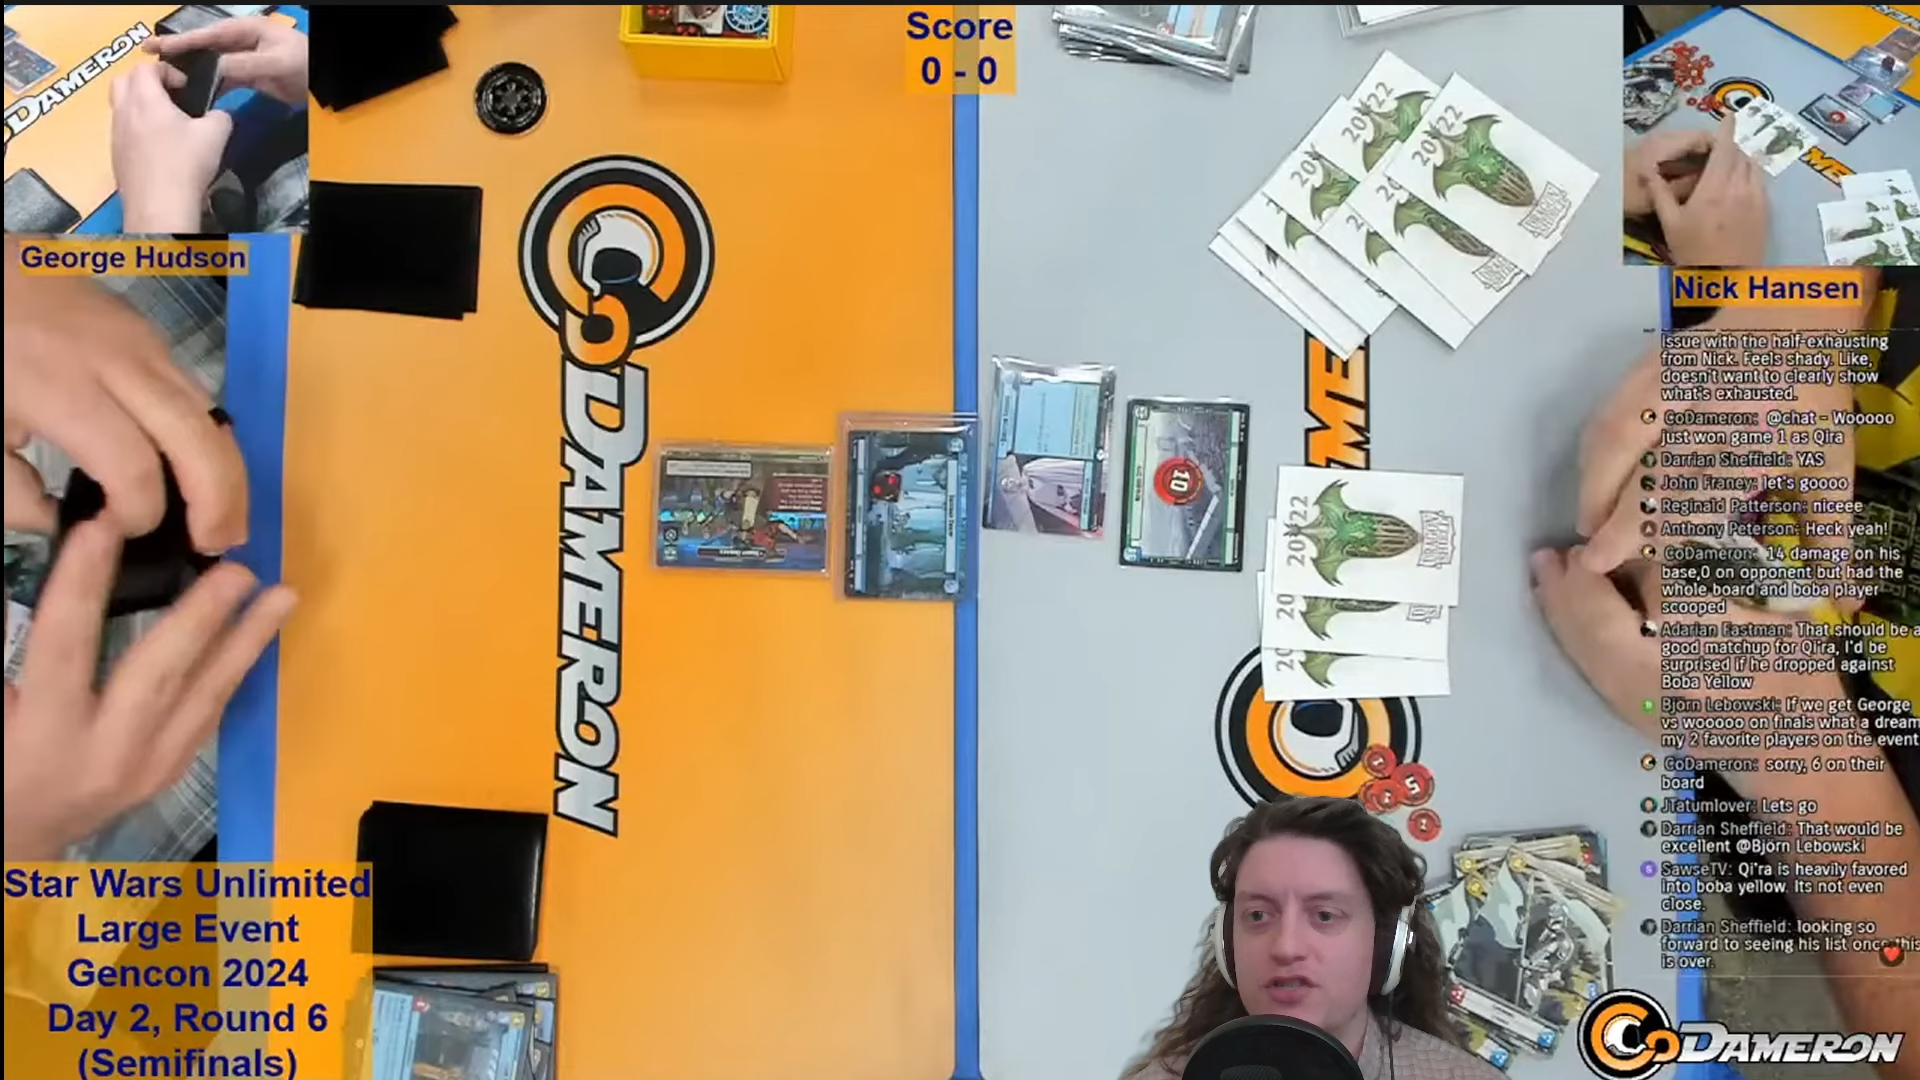 Score
0 - 0
DAMERON
George Hudson
Nick Hansen
issue with the half-exhausting
from Nick. Feels shady. Like,
doesn't want to clearly show
what's exhausted.
CoDameron: @chat - Wooooo
just won game 1 as Qira
Darrian Sheffield: YAS
John Franey: let's goooo
Reginald Patterson: niceee
Anthony Peterson: Heck yeah!
CoDameron: 14 damage on his
base,0 on opponent but had the
whole board and boba player
scooped
Adarian Eastman: That should be a
good matchup for Qi'ra, I'd be
surprised if he dropped against
Boba Yellow
Björn Lebowski: If we get George
vs wooooo on finals what a dream
my 2 favorite players on the event
CoDameron: sorry, 6 on their
board
JTatumlover: Lets go
Darrian Sheffield: That would be
excellent @Björn Lebowski
SawseTV: Qi'ra is heavily favored
into boba yellow. Its not even
close.
Darrian Sheffield: looking so
forward to seeing his list once this
is over.
2022
DAMERON
ME
10
2022
5
Star Wars Unlimited
Large Event
Gencon 2024
Day 2, Round 6
(Semifinals)
CoDAMERON